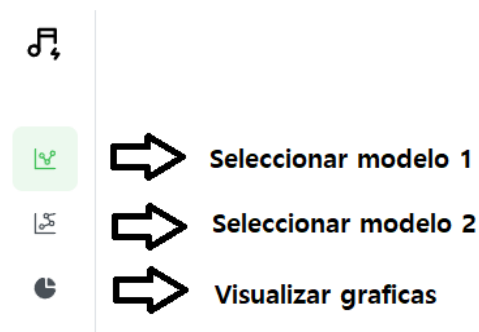 Seleccionar modelo 1
Seleccionar modelo 2
Visualizar graficas